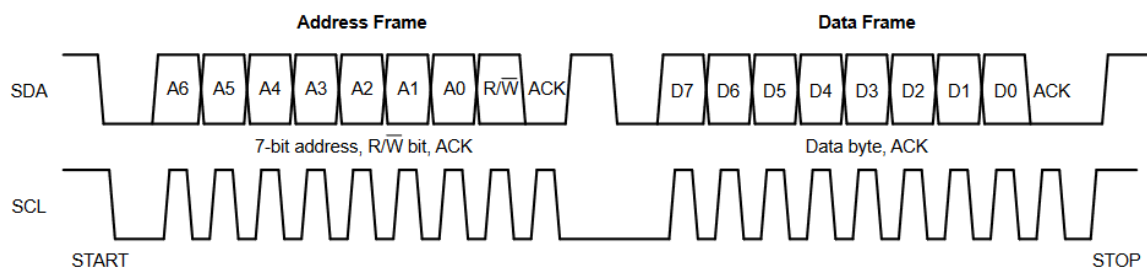 Address Frame Data Frame
SDA A6 A5 A4 A3 A2 A1 A0 R/W̅ ACK D7 D6 D5 D4 D3 D2 D1 D0 ACK
7-bit address, R/W̅ bit, ACK Data byte, ACK
SCL
START STOP